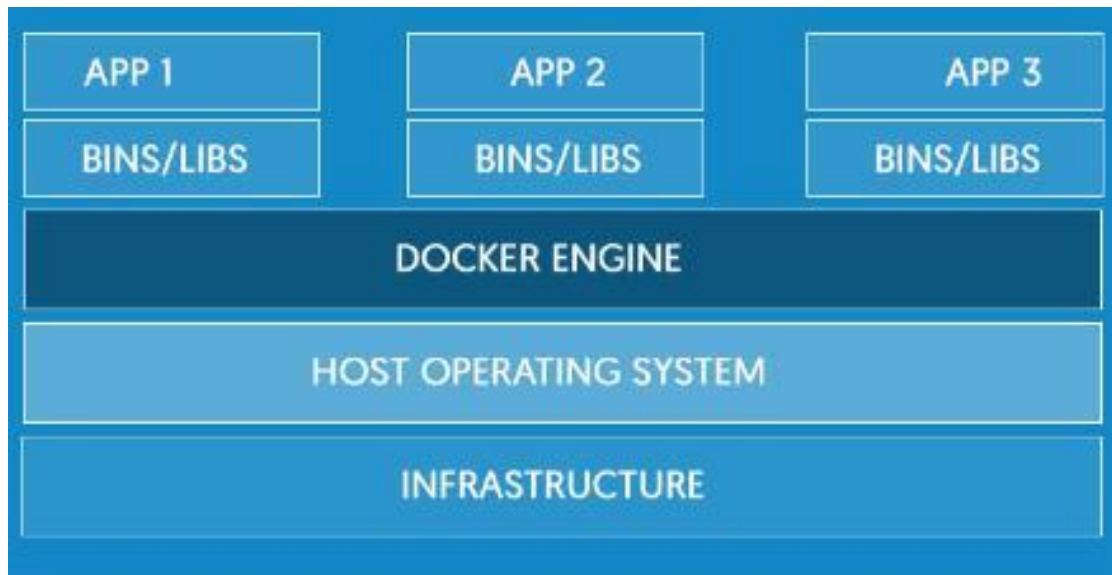 APP 1 APP 2 APP 3
BINS/LIBS BINS/LIBS BINS/LIBS
DOCKER ENGINE
HOST OPERATING SYSTEM
INFRASTRUCTURE